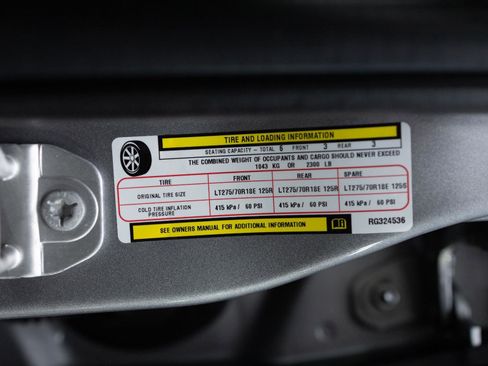 TIRE AND LOADING INFORMATION
SEATING CAPACITY - TOTAL 6 FRONT 3 REAR 3
THE COMBINED WEIGHT OF OCCUPANTS AND CARGO SHOULD NEVER EXCEED
1043 KG OR 2300 LB
TIRE FRONT REAR SPARE
ORIGINAL TIRE SIZE LT275/70R18E 125R LT275/70R18E 125R LT275/70R18E 125S
COLD TIRE INFLATION PRESSURE 415 kPa / 60 PSI 415 kPa / 60 PSI 415 kPa / 60 PSI
SEE OWNERS MANUAL FOR ADDITIONAL INFORMATION RG324536